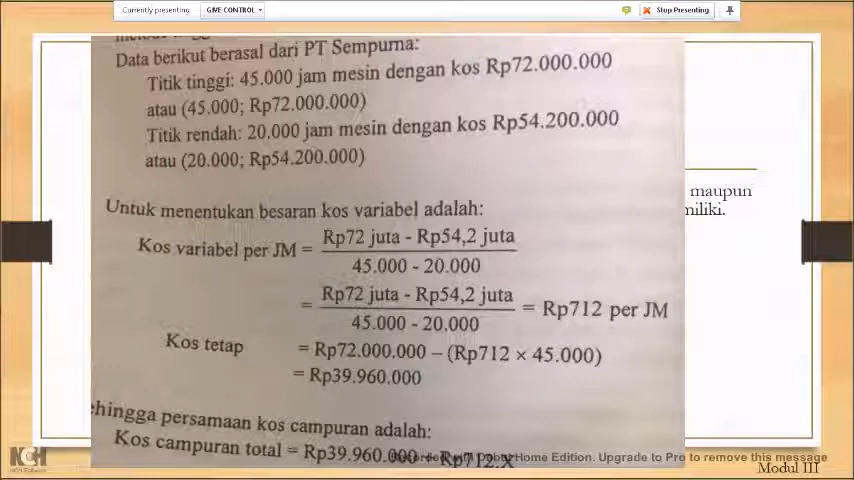 Currently presenting
GIVE CONTROL
Stop Presenting
Data berikut berasal dari PT Sempurna:
Titik tinggi: 45.000 jam mesin dengan kos Rp72.000.000
atau (45.000; Rp72.000.000)
Titik rendah: 20.000 jam mesin dengan kos Rp54.200.000
atau (20.000; Rp54.200.000)
maupun
miliki.
Untuk menentukan besaran kos variabel adalah:
Kos variabel per JM = Rp72 juta - Rp54,2 juta
45.000 - 20.000
= Rp72 juta - Rp54,2 juta = Rp712 per JM
45.000 - 20.000
Kos tetap = Rp72.000.000 – (Rp712 × 45.000)
= Rp39.960.000
ehingga persamaan kos campuran adalah:
Kos campuran total = Rp39.960.000 + Rp712.X
Home Edition. Upgrade to Pro to remove this message
NCH
NCH Software
Modul III